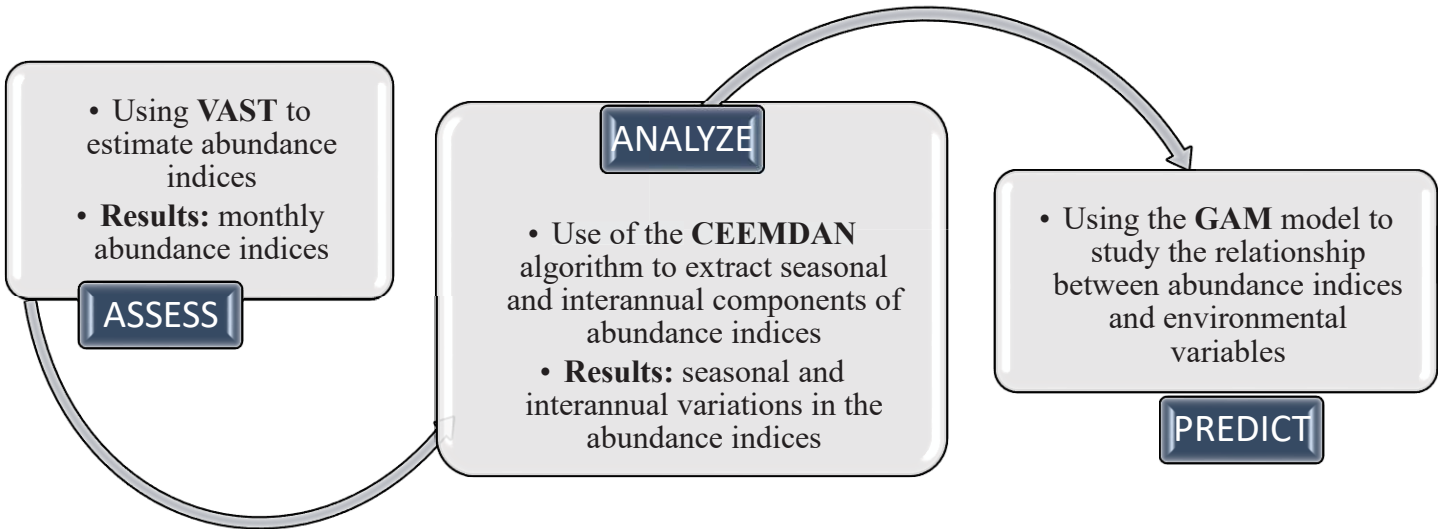 • Using VAST to
estimate abundance
indices
• Results: monthly
abundance indices
ASSESS
ANALYZE
• Use of the CEEMDAN
algorithm to extract seasonal
and interannual components of
abundance indices
• Results: seasonal and
interannual variations in the
abundance indices
• Using the GAM model to
study the relationship
between abundance indices
and environmental
variables
PREDICT